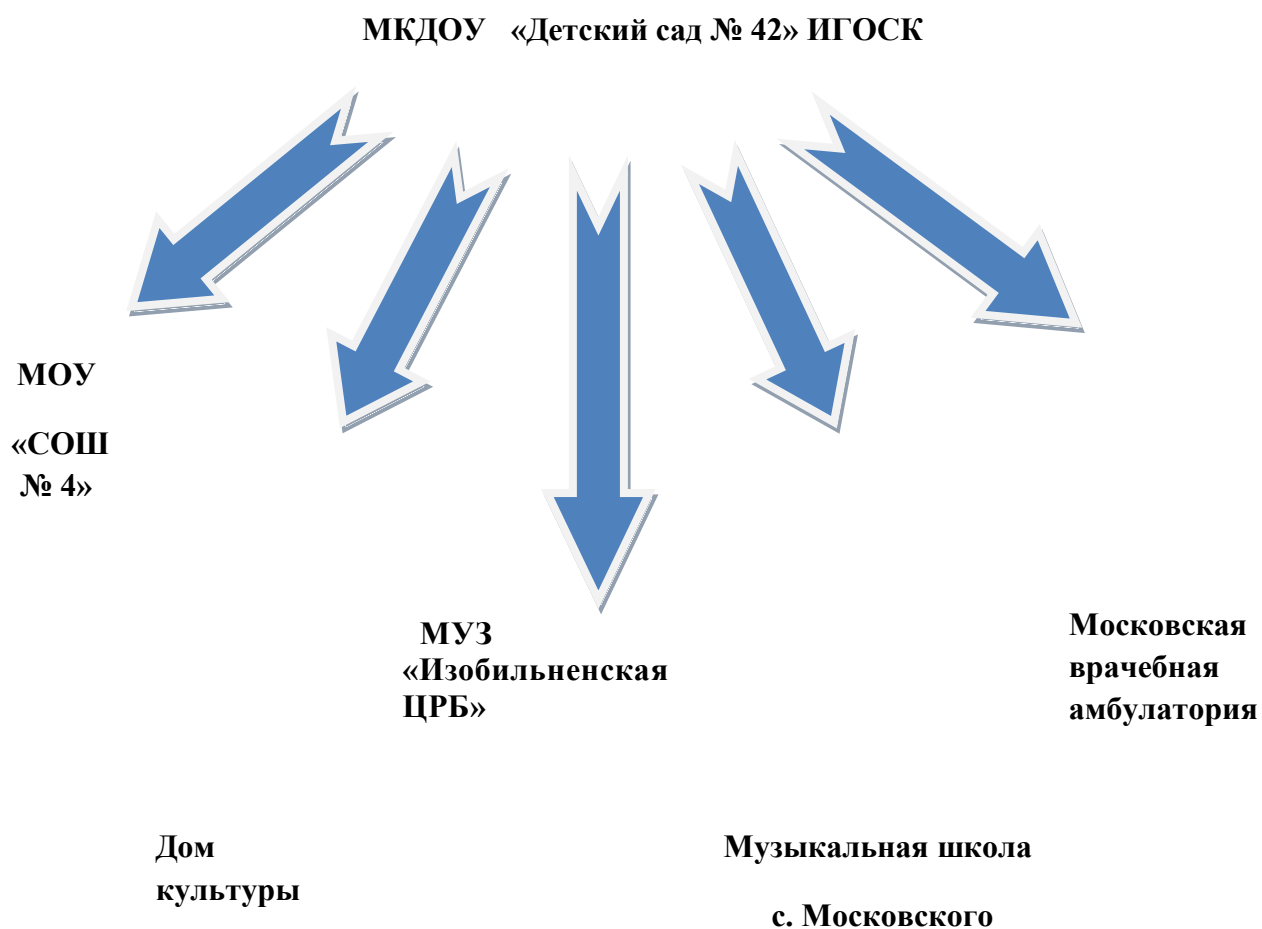 МКДОУ «Детский сад № 42» ИГОСК
МОУ
«СОШ
№ 4»
МУЗ
«Изобильненская
ЦРБ»
Московская
врачебная
амбулатория
Дом
культуры
Музыкальная школа
с. Московского